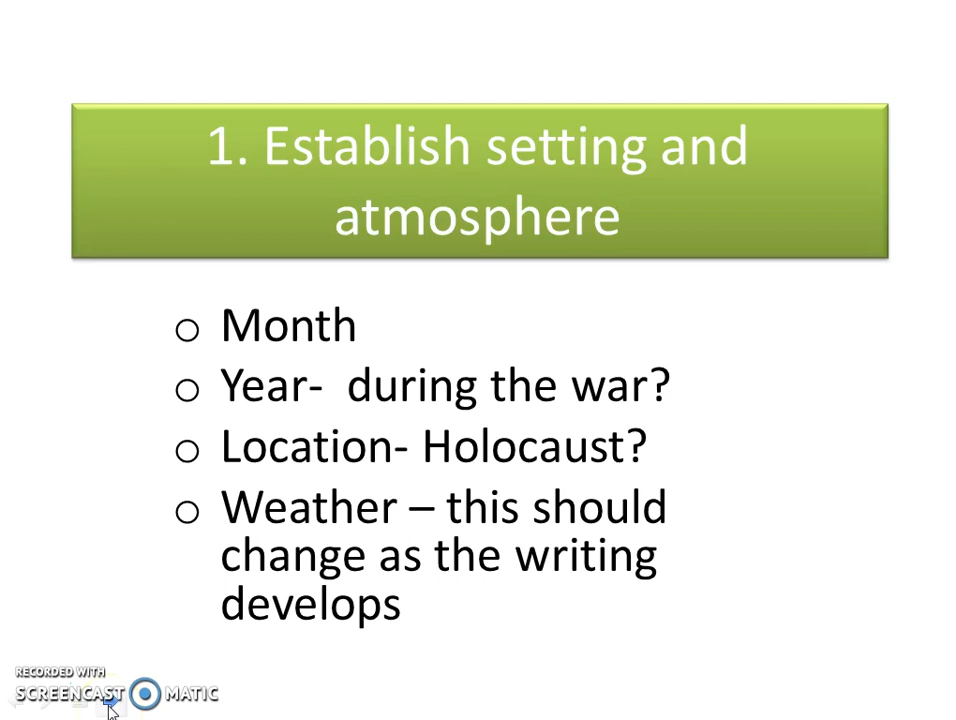 1. Establish setting and
atmosphere
o Month
o Year-  during the war?
o Location- Holocaust?
o Weather – this should
change as the writing
develops
RECORDED WITH
SCREENCAST MATIC